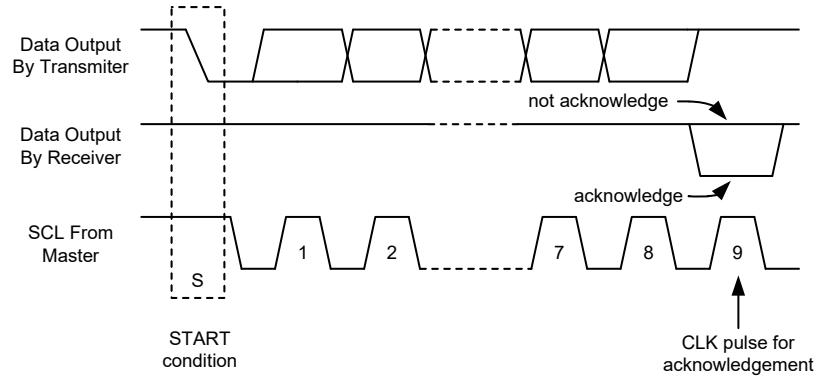 Data Output
By Transmiter
not acknowledge
Data Output
By Receiver
acknowledge
SCL From
Master
1
2
7
8
9
S
START
condition
CLK pulse for
acknowledgement